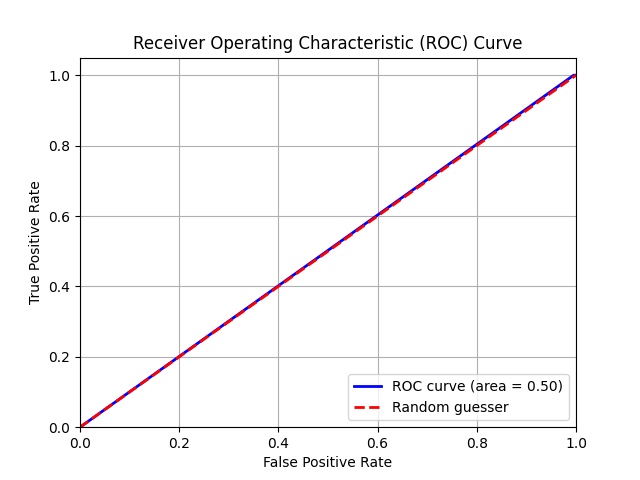 Receiver Operating Characteristic (ROC) Curve
True Positive Rate
1.0
0.8
0.6
0.4
0.2
0.0
0.0 0.2 0.4 0.6 0.8 1.0
False Positive Rate
ROC curve (area = 0.50)
Random guesser